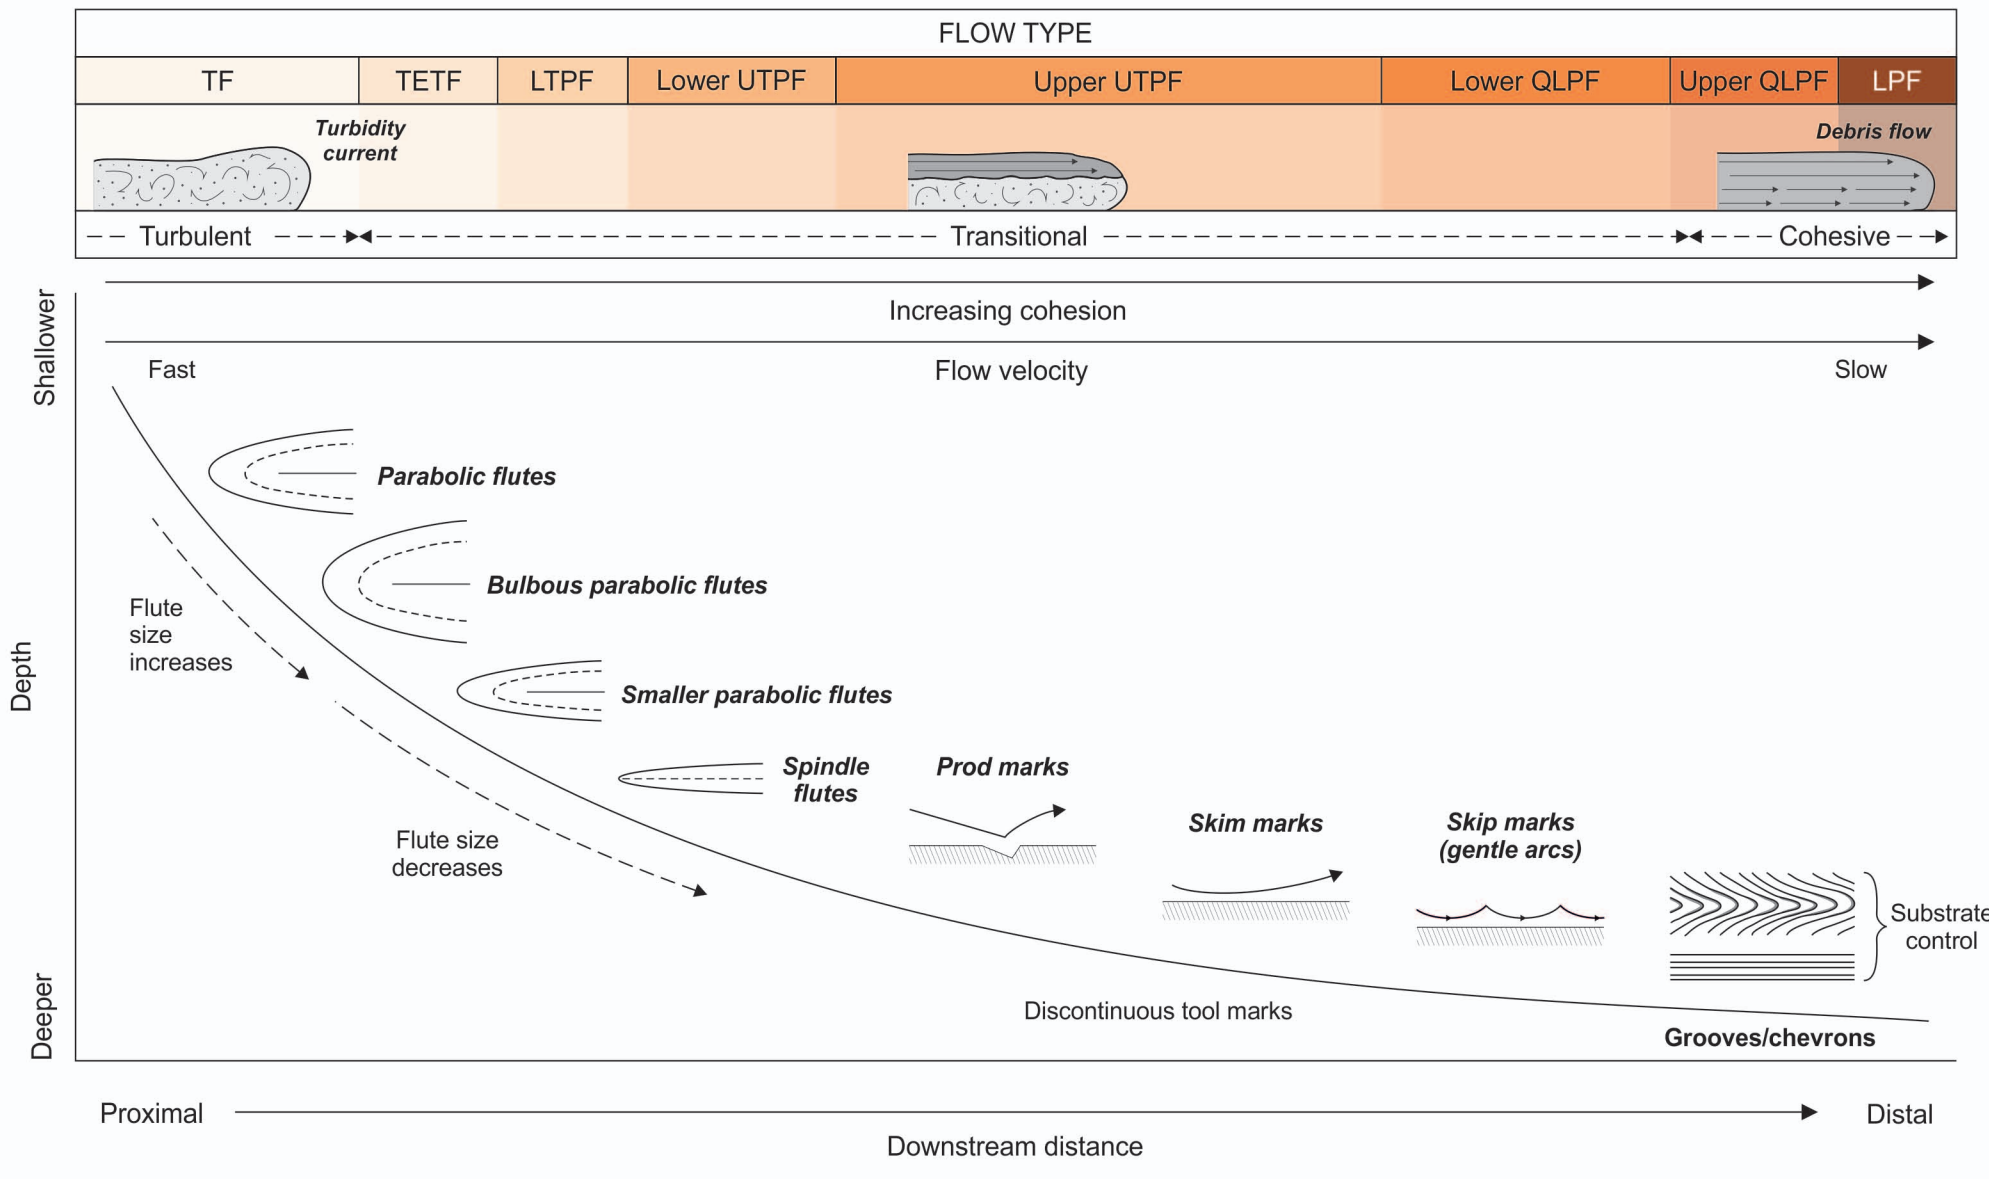 FLOW TYPE
TF
TETF
LTPF
Lower UTPF
Upper UTPF
Lower QLPF
Upper QLPF
LPF
Turbidity
current
Debris flow
Turbulent
Transitional
Cohesive
Increasing cohesion
Fast
Flow velocity
Slow
Shallower
Depth
Deeper
Parabolic flutes
Bulbous parabolic flutes
Flute
size
increases
Smaller parabolic flutes
Spindle
flutes
Prod marks
Skim marks
Skip marks
(gentle arcs)
Flute size
decreases
Substrate
control
Discontinuous tool marks
Grooves/chevrons
Proximal
Distal
Downstream distance